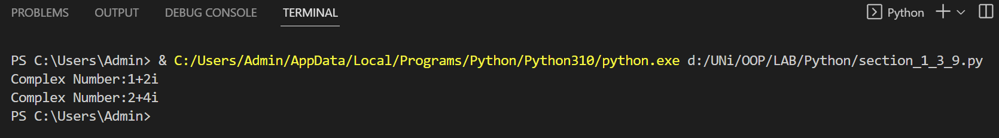 PROBLEMS OUTPUT DEBUG CONSOLE TERMINAL Python
PS C:\Users\Admin> & C:/Users/Admin/AppData/Local/Programs/Python/Python310/python.exe d:/UNi/OOP/LAB/Python/section_1_3_9.py
Complex Number:1+2i
Complex Number:2+4i
PS C:\Users\Admin>